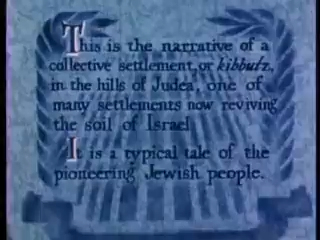 This is the narrative of a
collective settlement, or kibbutz,
in the hills of Judea, one of
many settlements now reviving
the soil of Israel
It is a typical tale of the
pioneering Jewish people.